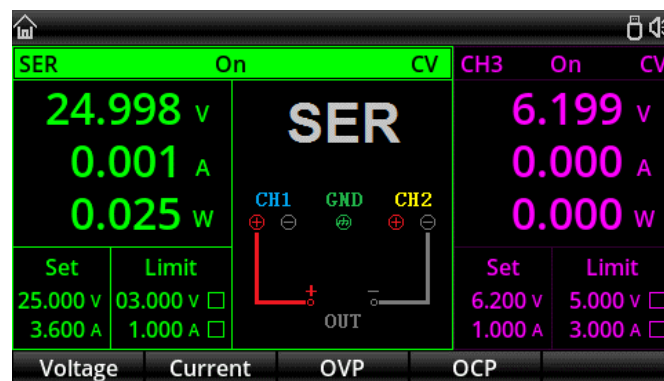 SER On CV CH3 On CV
24.998 V
0.001 A
0.025 W
SER
CH1 GND CH2
OUT
6.199 V
0.000 A
0.000 W
Set Limit
25.000 V 03.000 V
3.600 A 1.000 A
Set Limit
6.200 V 5.000 V
1.000 A 3.000 A
Voltage Current OVP OCP